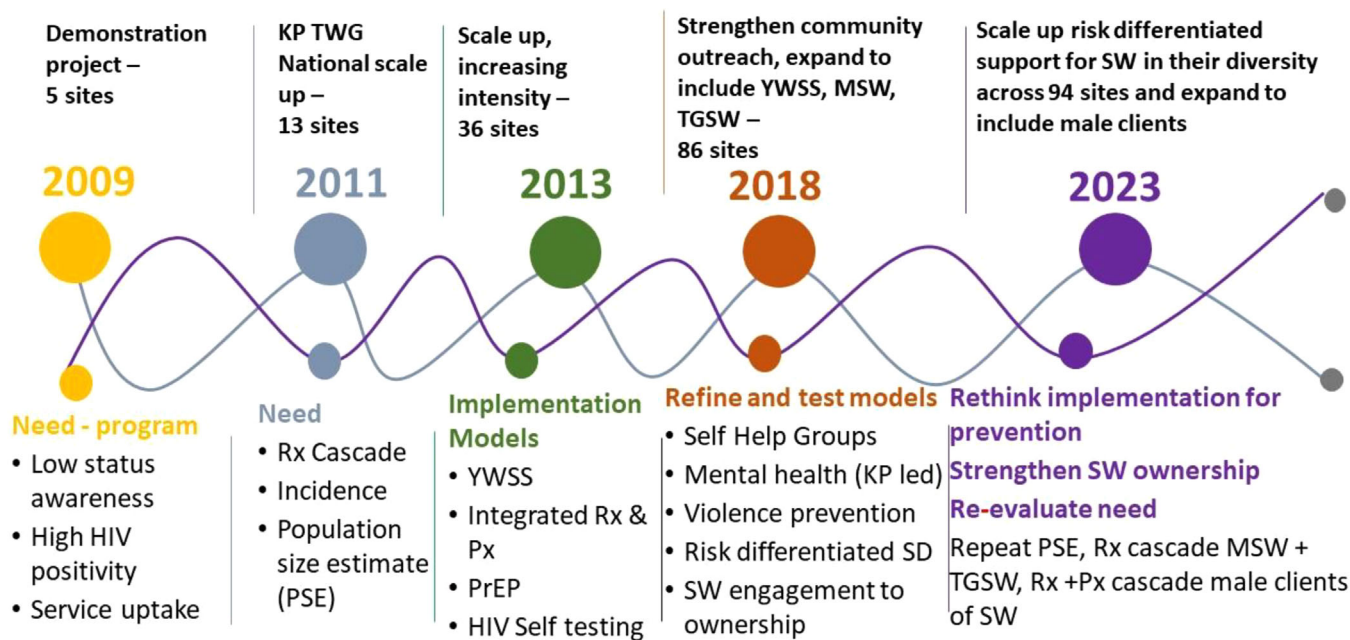 Demonstration
project –
5 sites
KP TWG
National scale
up –
13 sites
Scale up,
increasing
intensity –
36 sites
Strengthen community
outreach, expand to
include YWSS, MSW,
TGSW –
86 sites
Scale up risk differentiated
support for SW in their diversity
across 94 sites and expand to
include male clients
2009
2011
2013
2018
2023
Need - program
• Low status
awareness
• High HIV
positivity
• Service uptake
Need
• Rx Cascade
• Incidence
• Population
size estimate
(PSE)
Implementation
Models
• YWSS
• Integrated Rx &
Px
• PrEP
• HIV Self testing
Refine and test models
• Self Help Groups
• Mental health (KP led)
• Violence prevention
• Risk differentiated SD
• SW engagement to
ownership
Rethink implementation for
prevention
Strengthen SW ownership
Re-evaluate need
Repeat PSE, Rx cascade MSW +
TGSW, Rx +Px cascade male clients
of SW